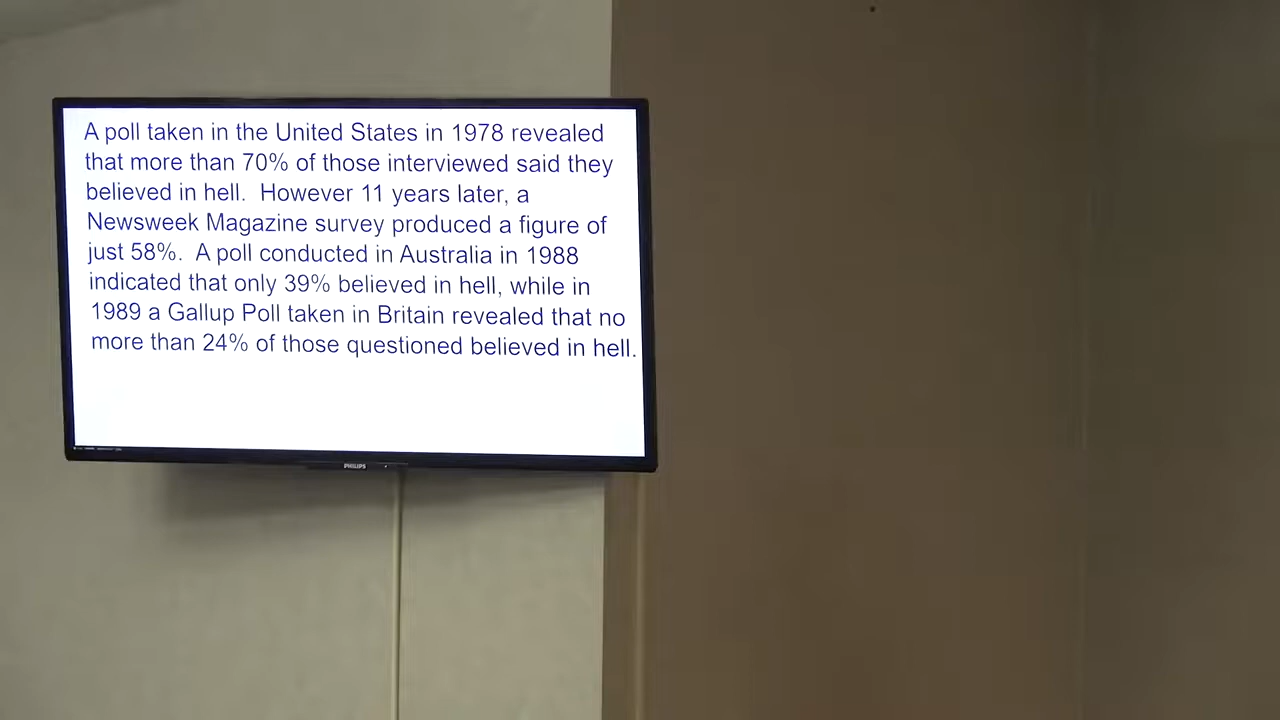 A poll taken in the United States in 1978 revealed
that more than 70% of those interviewed said they
believed in hell.  However 11 years later, a
Newsweek Magazine survey produced a figure of
just 58%.  A poll conducted in Australia in 1988
indicated that only 39% believed in hell, while in
1989 a Gallup Poll taken in Britain revealed that no
more than 24% of those questioned believed in hell.
PHILIPS